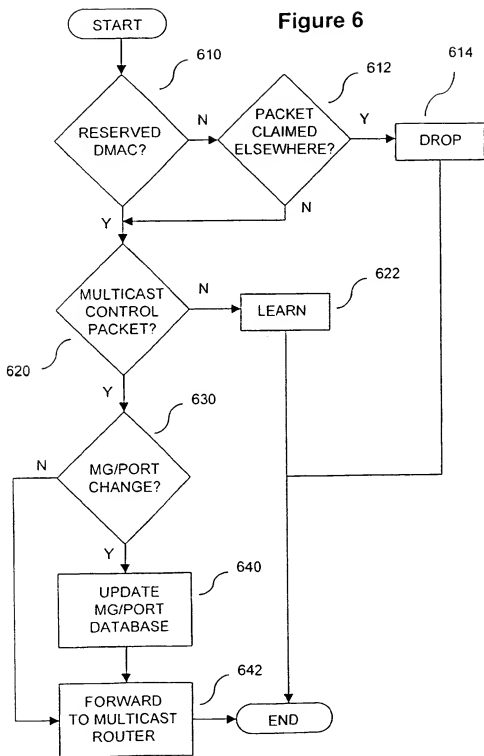 START
Figure 6
610
612
614
RESERVED
DMAC?
N
PACKET
CLAIMED
ELSEWHERE?
Y
DROP
Y
N
MULTICAST
CONTROL
PACKET?
N
LEARN
622
620
Y
630
N
MG/PORT
CHANGE?
Y
640
UPDATE
MG/PORT
DATABASE
642
FORWARD
TO MULTICAST
ROUTER
END